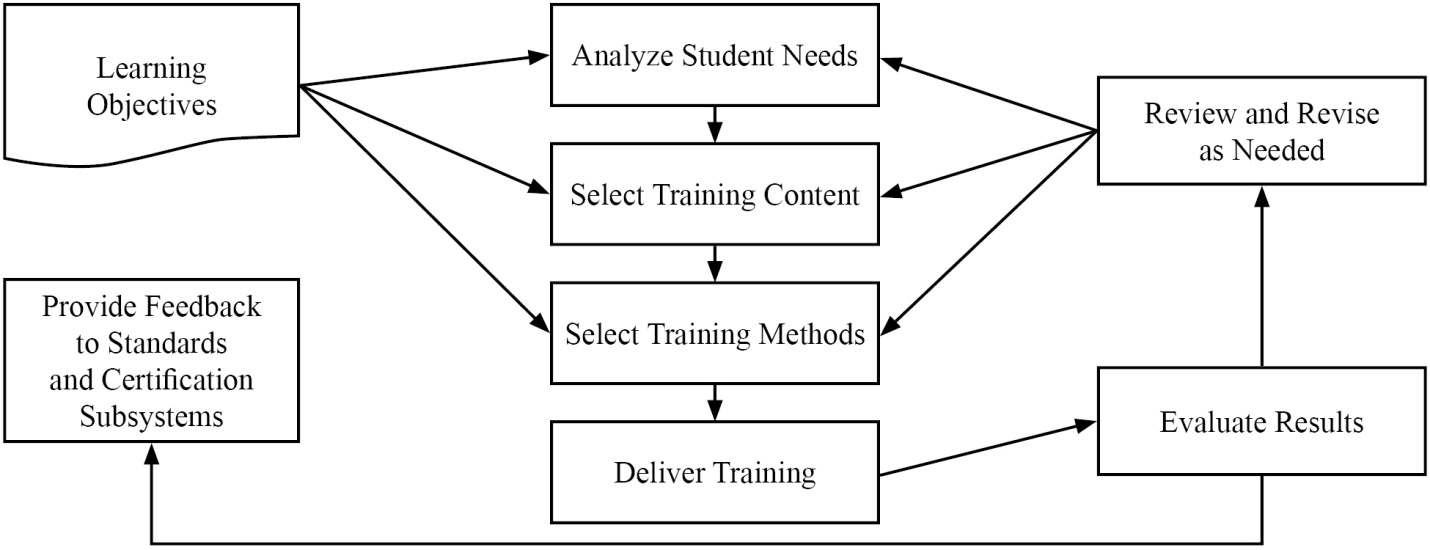 Learning
Objectives
Analyze Student Needs
Review and Revise
as Needed
Select Training Content
Provide Feedback
to Standards
and Certification
Subsystems
Select Training Methods
Evaluate Results
Deliver Training